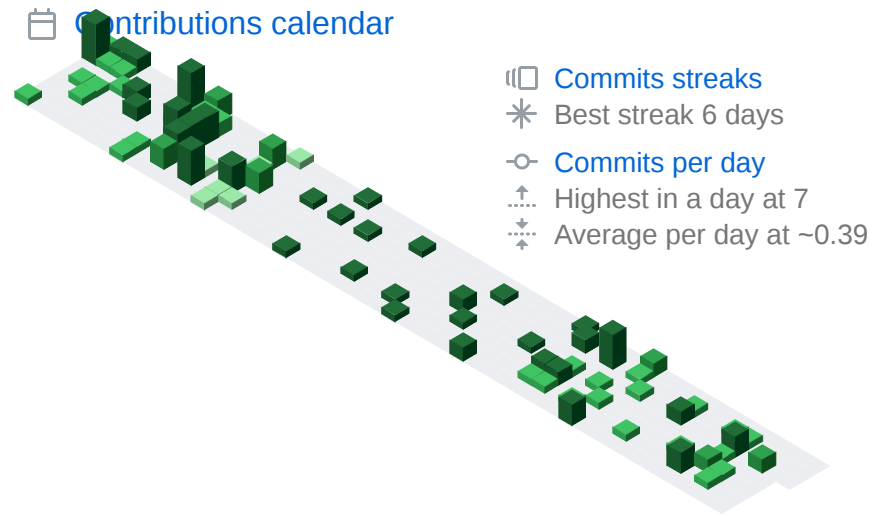 Contributions calendar
Commits streaks
Best streak 6 days
Commits per day
Highest in a day at 7
Average per day at ~0.39